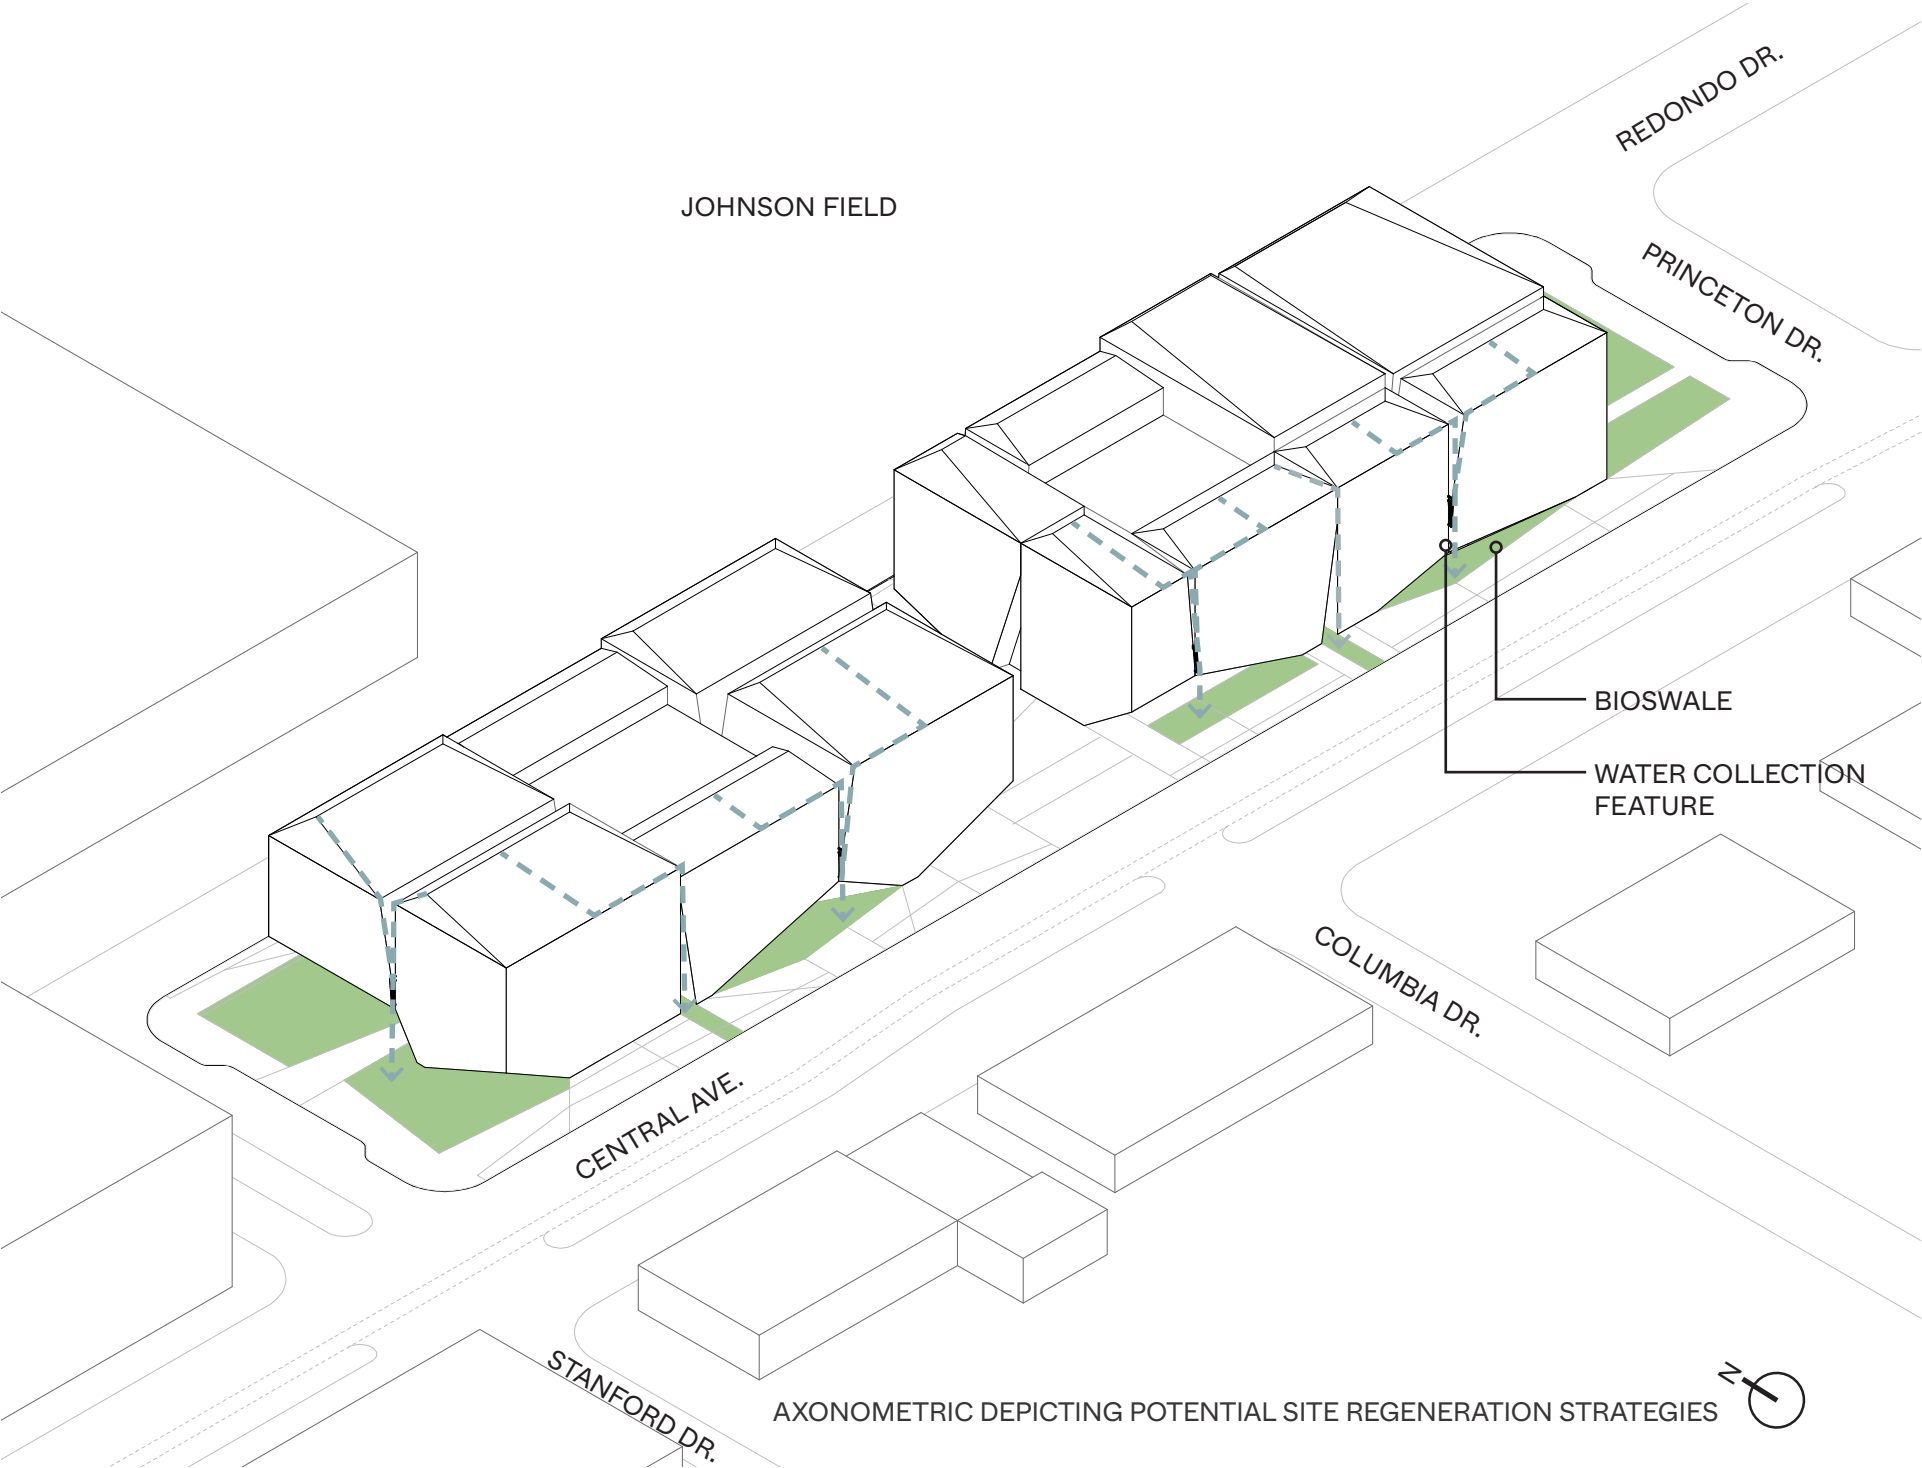 REDONDO DR.
JOHNSON FIELD
PRINCETON DR.
BIOSWALE
WATER COLLECTION
FEATURE
COLUMBIA DR.
CENTRAL AVE.
STANFORD DR.
N
AXONOMETRIC DEPICTING POTENTIAL SITE REGENERATION STRATEGIES